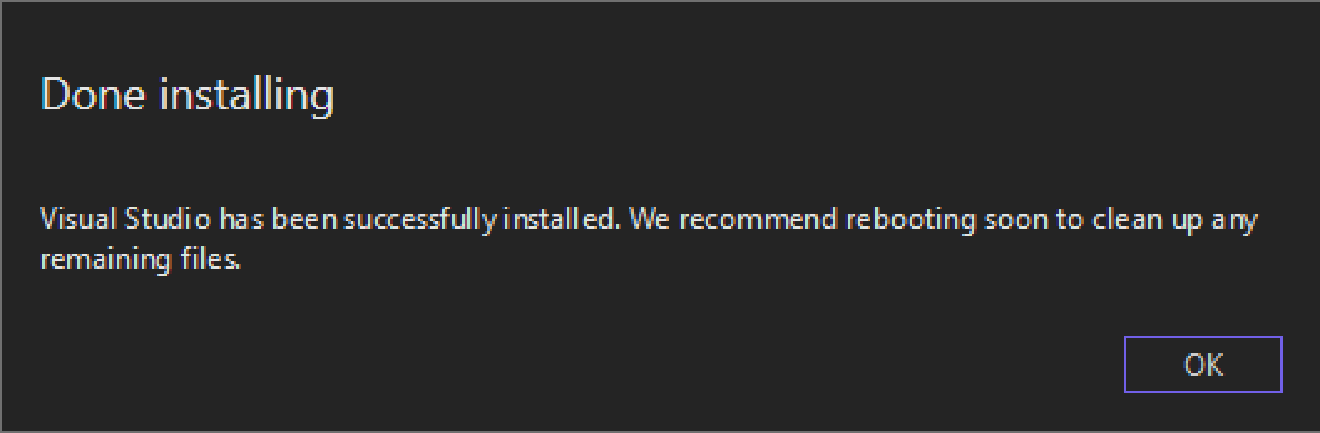 Done installing
Visual Studio has been successfully installed. We recommend rebooting soon to clean up any
remaining files.
OK